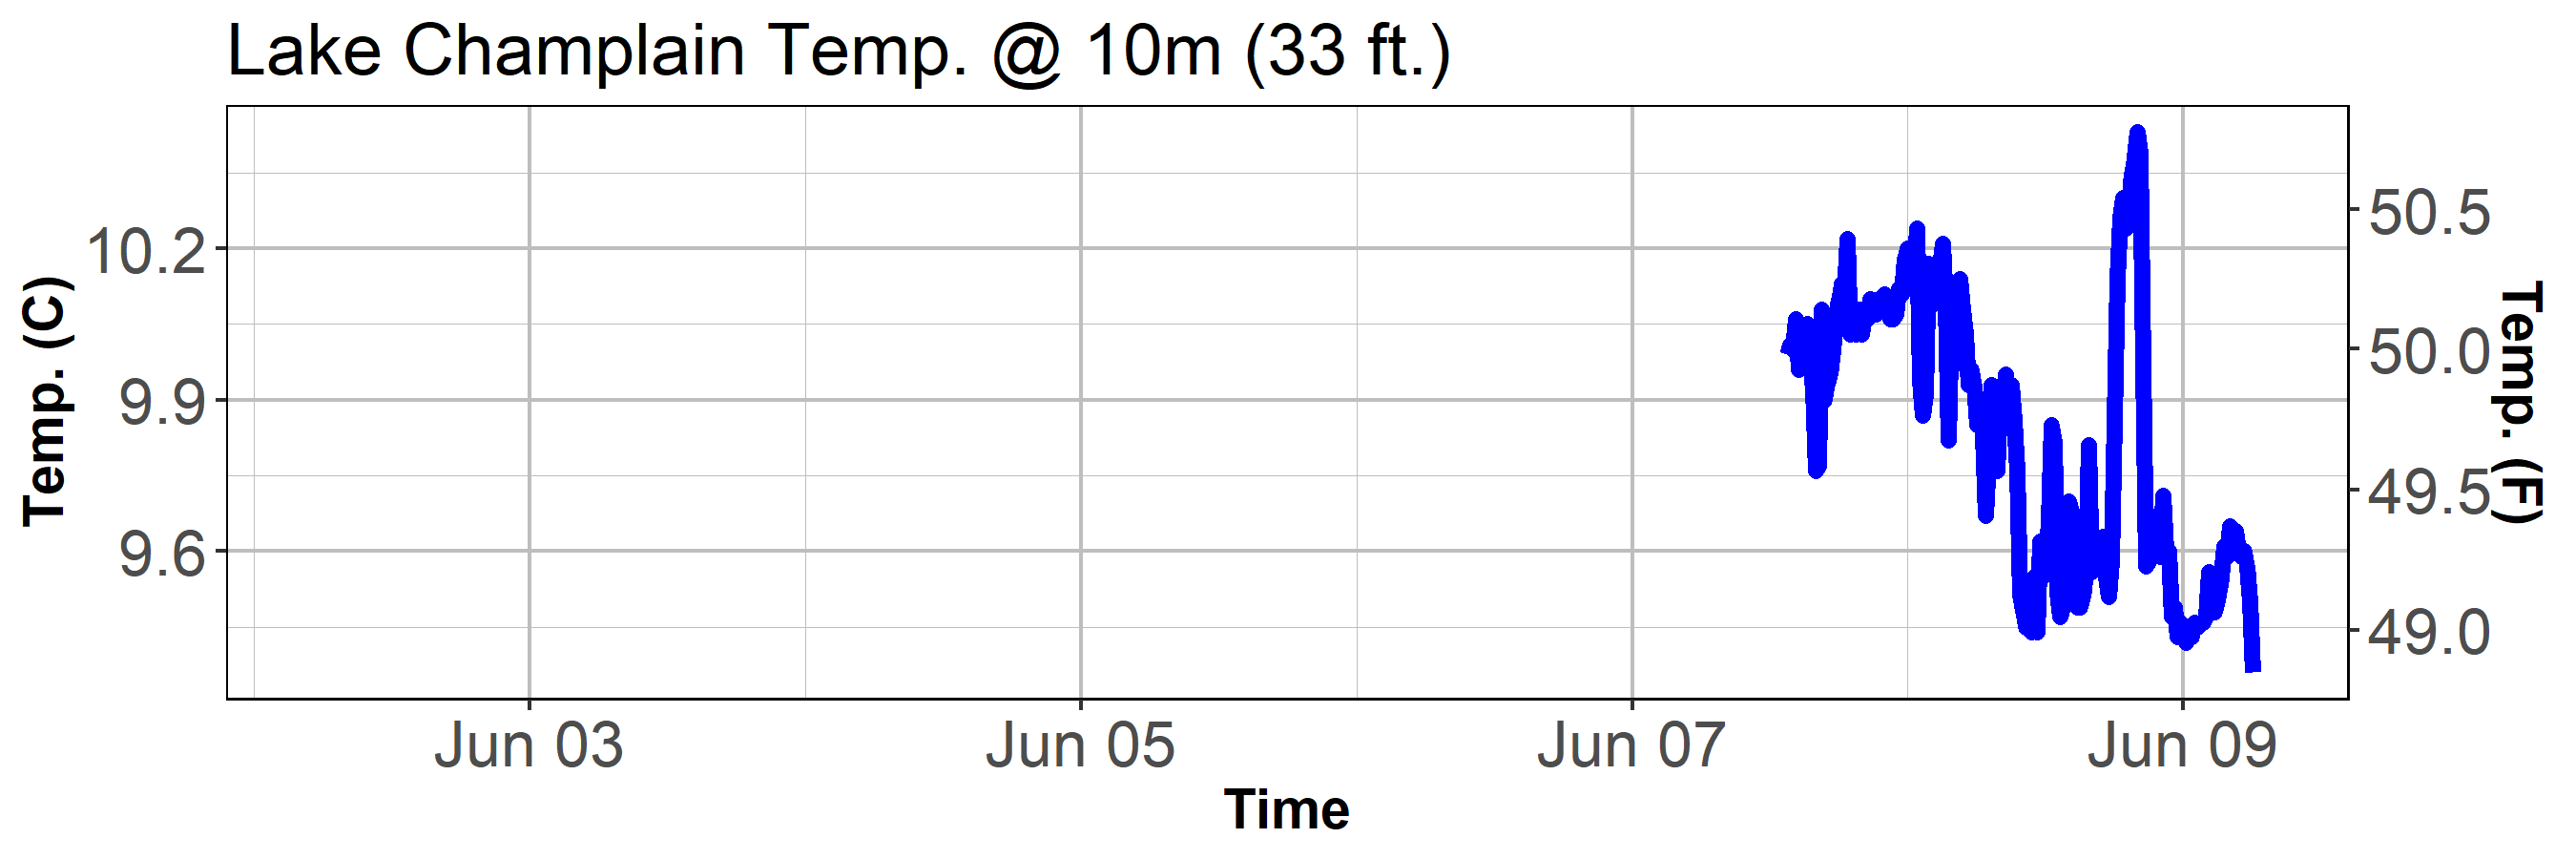 Lake Champlain Temp. @ 10m (33 ft.)
Temp. (C)
10.2
9.9
9.6
50.5
50.0
49.5
49.0
Temp. (F)
Jun 03
Jun 05
Jun 07
Jun 09
Time